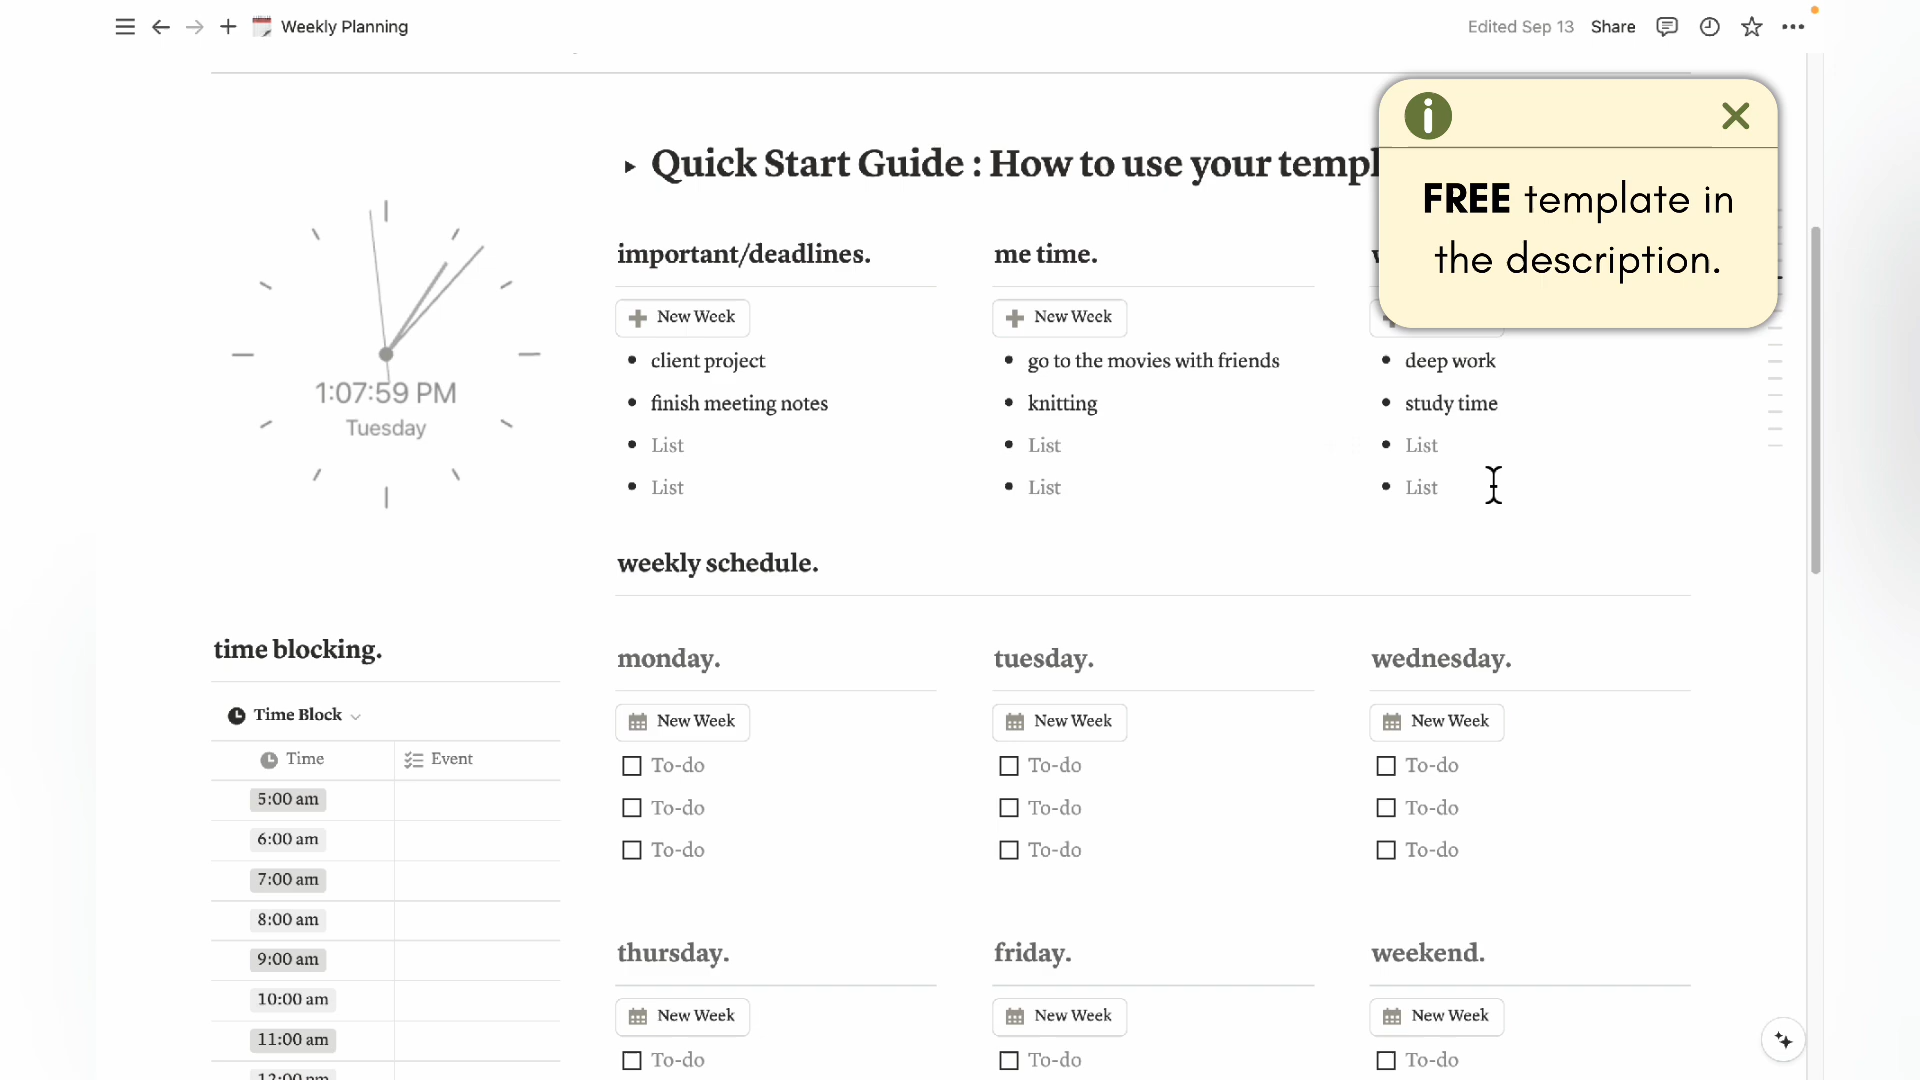 Weekly Planning
Edited Sep 13
Share
FREE template in
the description.
Quick Start Guide : How to use your templ
1:07:59 PM
Tuesday
important/deadlines.
New Week
client project
finish meeting notes
List
List
me time.
New Week
go to the movies with friends
knitting
List
List
deep work
study time
List
List
weekly schedule.
time blocking.
Time Block
Time
Event
5:00 am
6:00 am
7:00 am
8:00 am
9:00 am
10:00 am
11:00 am
12:00 pm
monday.
New Week
To-do
To-do
To-do
tuesday.
New Week
To-do
To-do
To-do
wednesday.
New Week
To-do
To-do
To-do
thursday.
New Week
To-do
friday.
New Week
To-do
weekend.
New Week
To-do